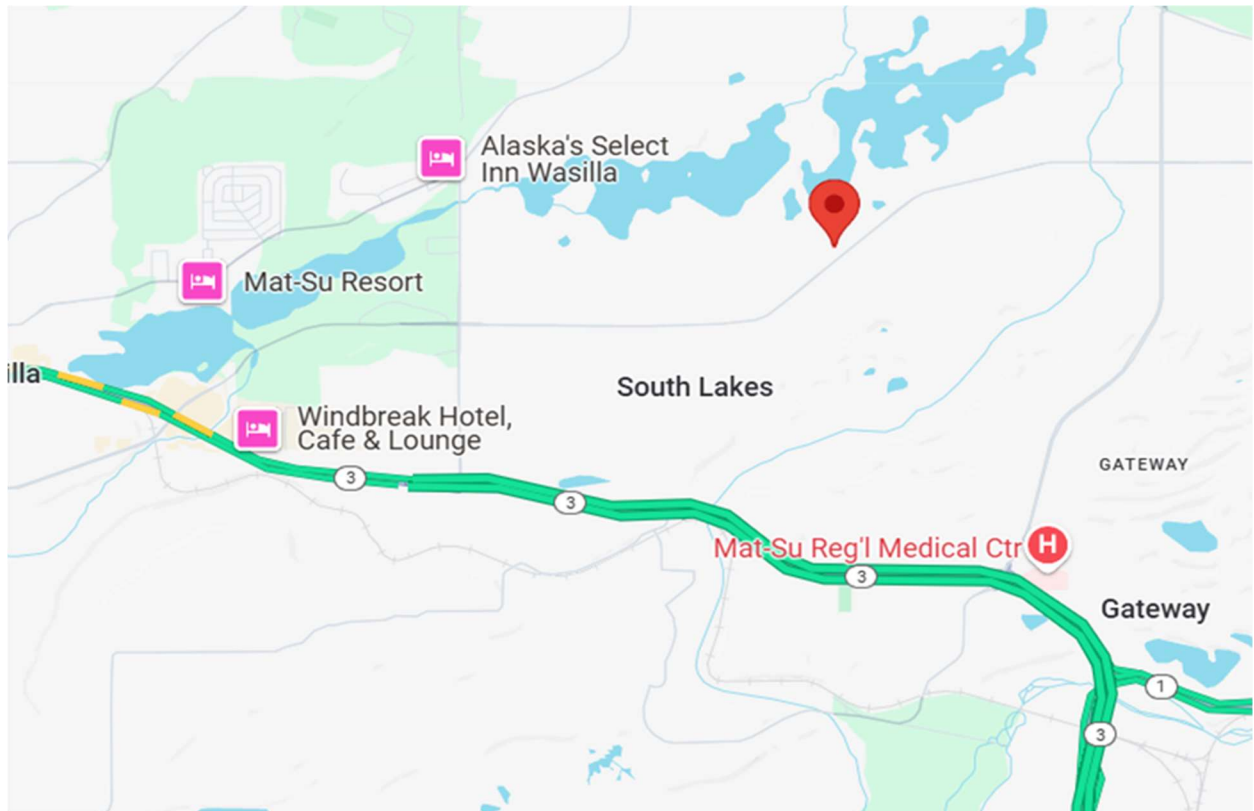 Alaska's Select
Inn Wasilla
Mat-Su Resort
illa
South Lakes
Windbreak Hotel,
Cafe & Lounge
GATEWAY
3
3
Mat-Su Reg'l Medical Ctr H
3
Gateway
1
3